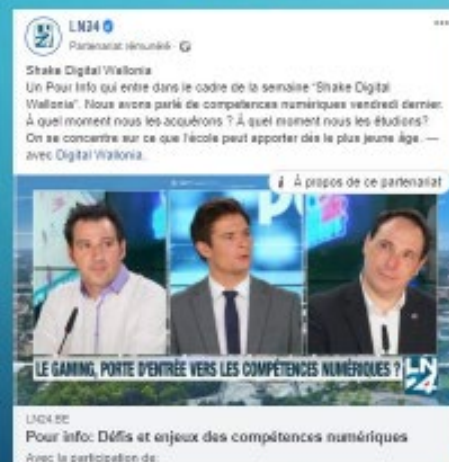 LN24
Partenariat rémunéré ·
Shake Digital Wallonia
Un Pour Info qui entre dans le cadre de la semaine "Shake Digital
Wallonia". Nous avons parlé de compétences numériques vendredi dernier.
À quel moment nous les acquérons ? À quel moment nous les étudions?
On se concentre sur ce que l'école peut apporter dès le plus jeune âge. —
avec Digital Wallonia.
i À propos de ce partenariat
LE GAMING, PORTE D'ENTRÉE VERS LES COMPÉTENCES NUMÉRIQUES ?
LN
24
LN24.BE
Pour info: Défis et enjeux des compétences numériques
Avec la participation de: